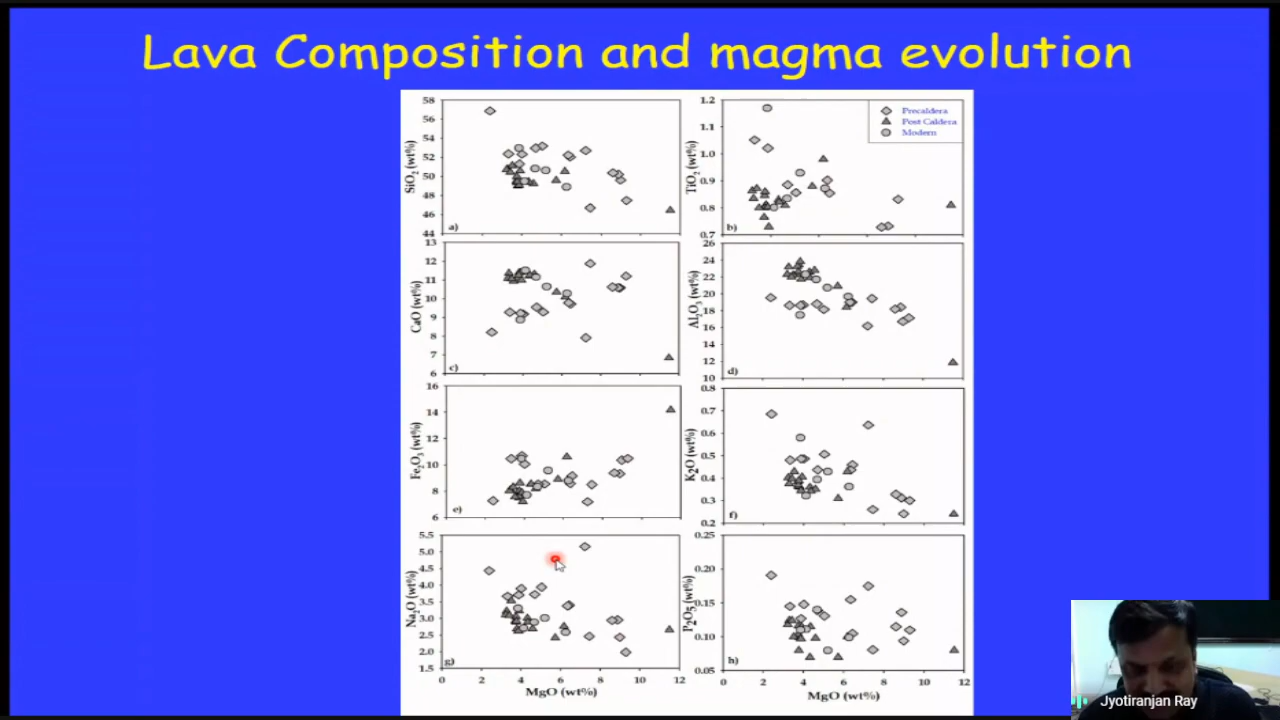 Lava Composition and magma evolution
58
56
54
52
50
48
46
44
SiO2 (wt%)
a)
1.2
1.1
1.0
0.9
0.8
0.7
TiO2 (wt%)
b)
Precaldera
Post Caldera
Modern
13
12
11
10
9
8
7
6
CaO (wt%)
c)
26
24
22
20
18
16
14
12
10
Al2O3 (wt%)
d)
16
14
12
10
8
6
Fe2O3 (wt%)
e)
0.8
0.7
0.6
0.5
0.4
0.3
0.2
K2O (wt%)
f)
5.5
5.0
4.5
4.0
3.5
3.0
2.5
2.0
1.5
Na2O (wt%)
g)
0 2 4 6 8 10 12
MgO (wt%)
0.25
0.20
0.15
0.10
0.05
P2O5 (wt%)
h)
0 2 4 6 8 10 12
MgO (wt%)
Jyotiranjan Ray